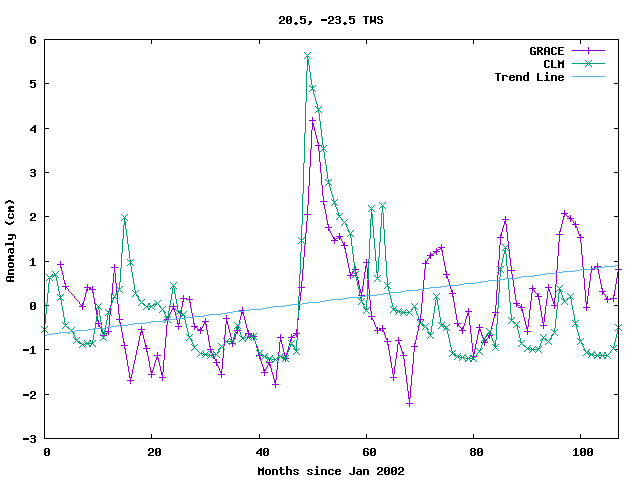 20.5, -23.5 TWS
GRACE
CLM
Trend Line
6
5
4
3
2
1
0
-1
-2
-3
Anomaly (cm)
0 20 40 60 80 100
Months since Jan 2002